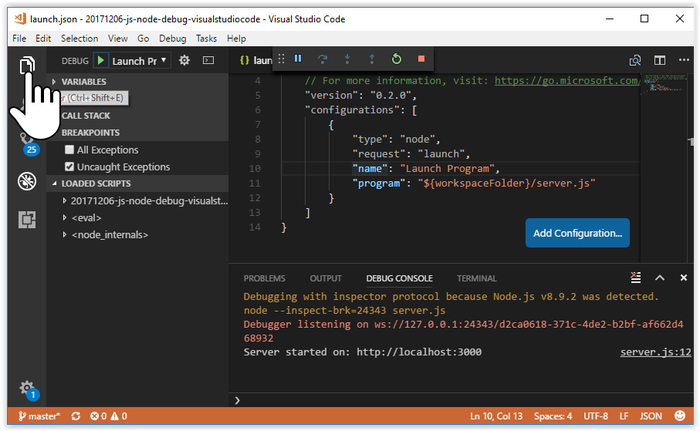 launch.json - 20171206-js-node-debug-visualstudiocode - Visual Studio Code
File Edit Selection View Go Debug Tasks Help
DEBUG Launch Pr
{} laun
VARIABLES
r (Ctrl+Shift+E)
CALL STACK
BREAKPOINTS
All Exceptions
Uncaught Exceptions
LOADED SCRIPTS
20171206-js-node-debug-visualst...
<eval>
<node_internals>
25
1
4 // For more information, visit: https://go.microsoft.com/
5 "version": "0.2.0",
6 "configurations": [
7 {
8 "type": "node",
9 "request": "launch",
10 "name": "Launch Program",
11 "program": "${workspaceFolder}/server.js"
12 }
13 ]
14 }
Add Configuration...
PROBLEMS OUTPUT DEBUG CONSOLE TERMINAL
Debugging with inspector protocol because Node.js v8.9.2 was detected.
node --inspect-brk=24343 server.js
Debugger listening on ws://127.0.0.1:24343/d2ca0618-371c-4de2-b2bf-af662d4
68932
Server started on: http://localhost:3000 server.js:12
master* 0 0 Ln 10, Col 13 Spaces: 4 UTF-8 LF JSON